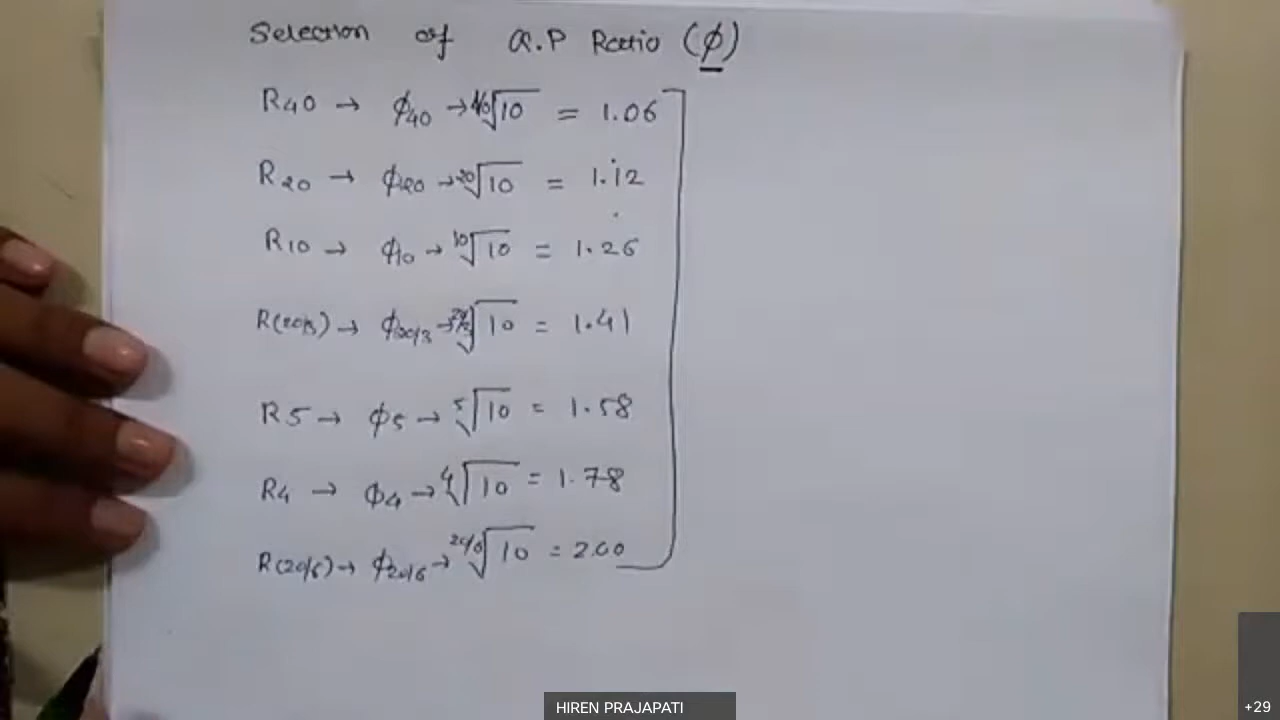 Selection of G.P Ratio (ϕ)
R40 → ϕ40 → ⁴⁰√10 = 1.06
R20 → ϕ20 → ²⁰√10 = 1.12
R10 → ϕ10 → ¹⁰√10 = 1.26
R(20/3) → ϕ20/3 → ²⁰/³√10 = 1.41
R5 → ϕ5 → ⁵√10 = 1.58
R4 → ϕ4 → ⁴√10 = 1.78
R(20/6) → ϕ20/6 → ²⁰/⁶√10 = 2.00
HIREN PRAJAPATI
+29